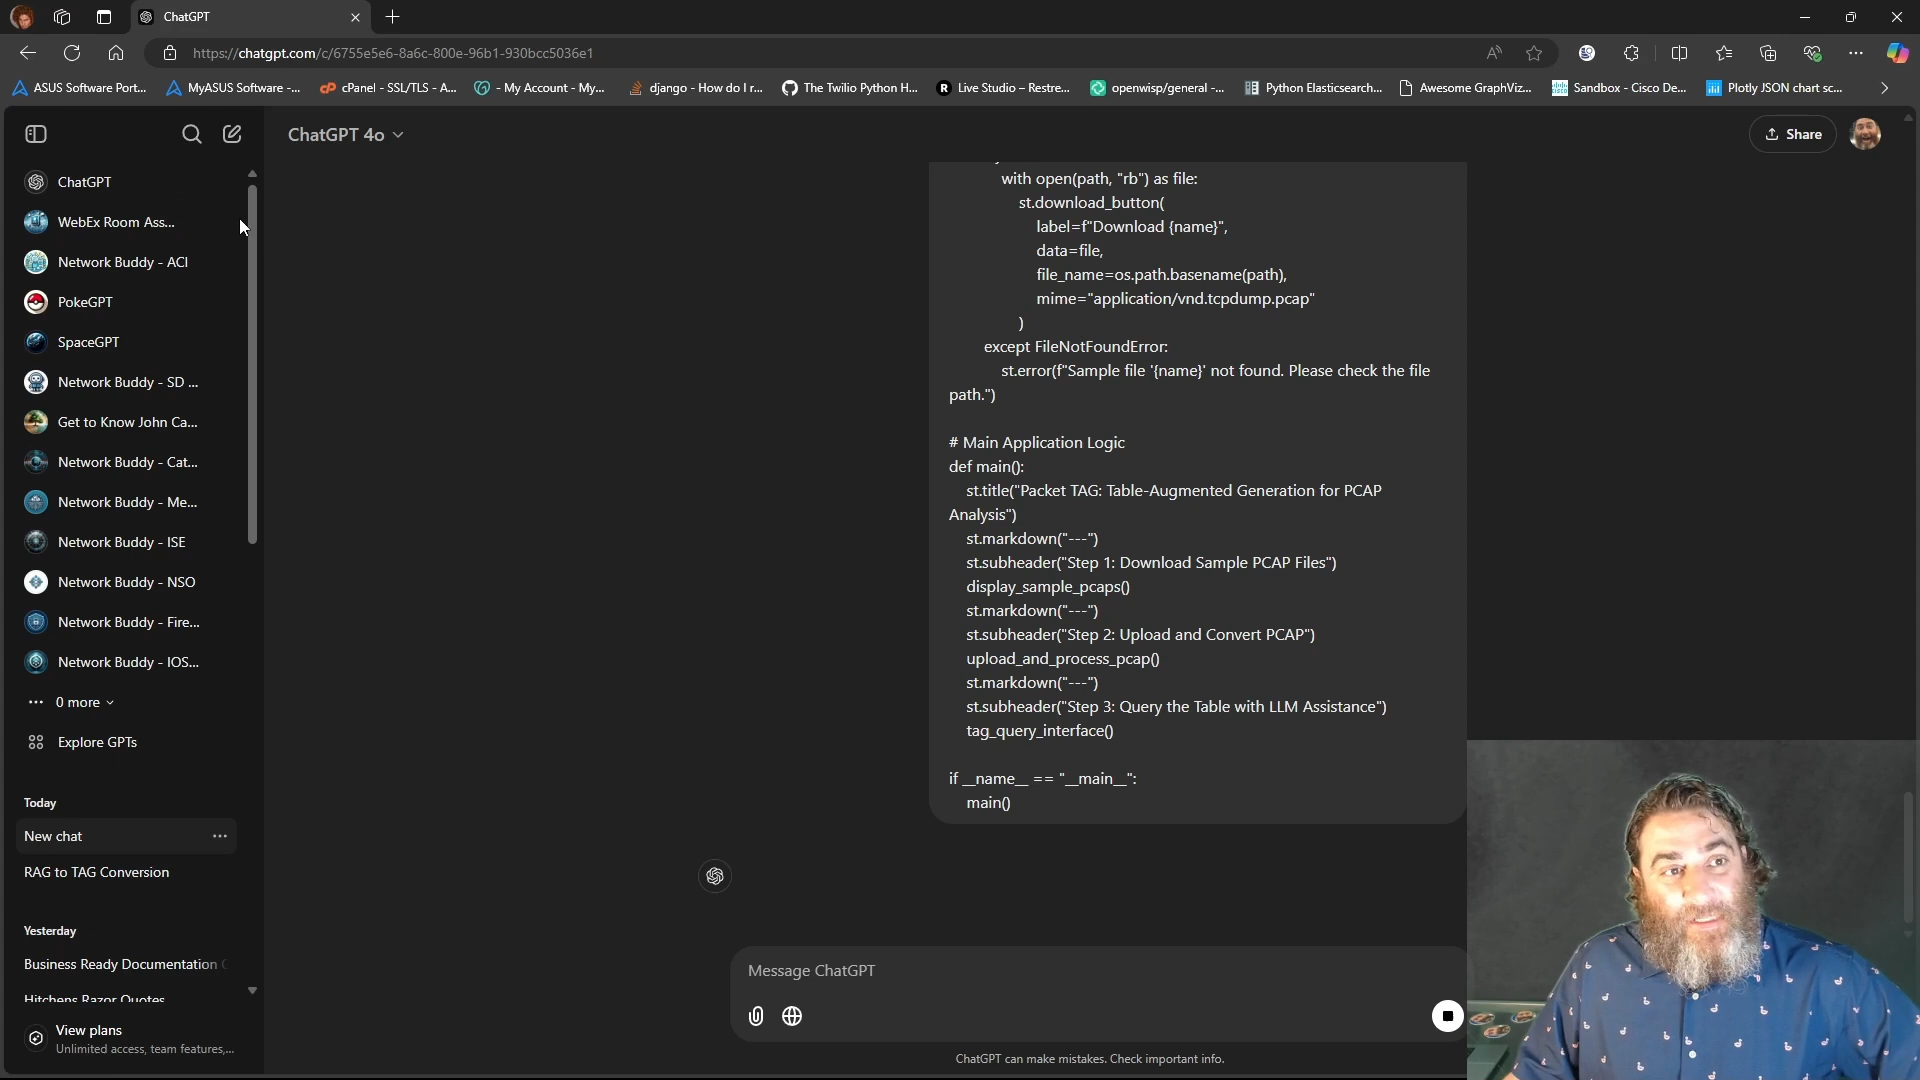 ChatGPT
https://chatgpt.com/c/6755e5e6-8a6c-800e-96b1-930bcc5036e1
ASUS Software Port...
MyASUS Software -...
cPanel - SSL/TLS - A...
- My Account - My...
django - How do I r...
The Twilio Python H...
Live Studio – Restre...
openwisp/general -...
Python Elasticsearch...
Awesome GraphViz...
Sandbox - Cisco De...
Plotly JSON chart sc...
ChatGPT 4o
Share
ChatGPT
WebEx Room Ass...
Network Buddy - ACI
PokeGPT
SpaceGPT
Network Buddy - SD ...
Get to Know John Ca...
Network Buddy - Cat...
Network Buddy - Me...
Network Buddy - ISE
Network Buddy - NSO
Network Buddy - Fire...
Network Buddy - IOS...
0 more
Explore GPTs
Today
New chat
RAG to TAG Conversion
Yesterday
Business Ready Documentation
Hitchens Razor Quotes
View plans
Unlimited access, team features,...
with open(path, "rb") as file:
st.download_button(
label=f"Download {name}",
data=file,
file_name=os.path.basename(path),
mime="application/vnd.tcpdump.pcap"
)
except FileNotFoundError:
st.error(f"Sample file '{name}' not found. Please check the file
path.")
# Main Application Logic
def main():
st.title("Packet TAG: Table-Augmented Generation for PCAP
Analysis")
st.markdown("---")
st.subheader("Step 1: Download Sample PCAP Files")
display_sample_pcaps()
st.markdown("---")
st.subheader("Step 2: Upload and Convert PCAP")
upload_and_process_pcap()
st.markdown("---")
st.subheader("Step 3: Query the Table with LLM Assistance")
tag_query_interface()
if __name__ == "__main__":
main()
Message ChatGPT
ChatGPT can make mistakes. Check important info.